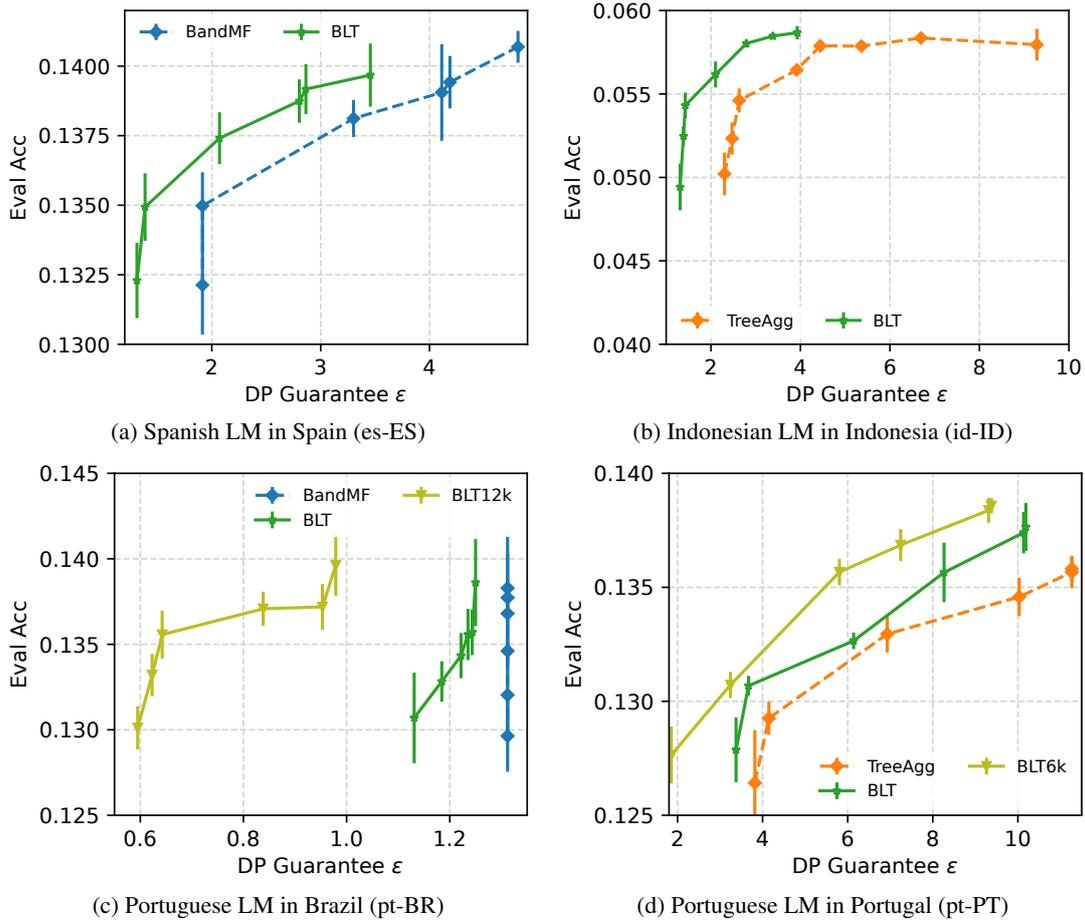 BandMF BLT
0.1400
0.1375
0.1350
0.1325
0.1300
Eval Acc
2 3 4
DP Guarantee ε
(a) Spanish LM in Spain (es-ES)
0.060
0.055
0.050
0.045
0.040
Eval Acc
TreeAgg BLT
2 4 6 8 10
DP Guarantee ε
(b) Indonesian LM in Indonesia (id-ID)
0.145
0.140
0.135
0.130
0.125
Eval Acc
BandMF BLT12k
BLT
0.6 0.8 1.0 1.2
DP Guarantee ε
(c) Portuguese LM in Brazil (pt-BR)
0.140
0.135
0.130
0.125
Eval Acc
TreeAgg BLT6k
BLT
2 4 6 8 10
DP Guarantee ε
(d) Portuguese LM in Portugal (pt-PT)